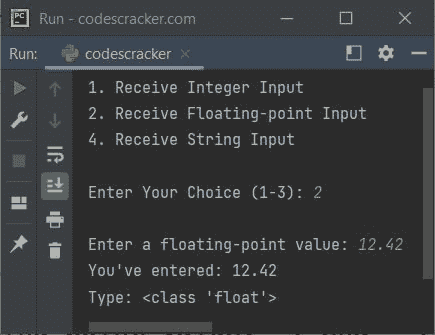 Run - codescracker.com
Run: codescracker
1. Receive Integer Input
2. Receive Floating-point Input
4. Receive String Input
Enter Your Choice (1-3): 2
Enter a floating-point value: 12.42
You've entered: 12.42
Type: <class 'float'>